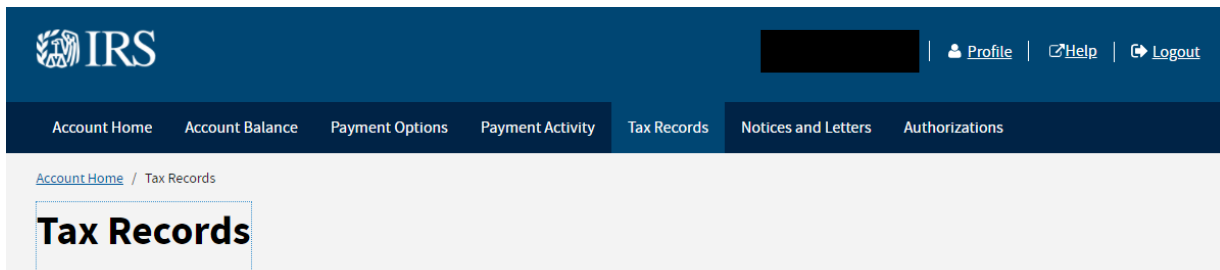 IRS
Profile Help Logout
Account Home Account Balance Payment Options Payment Activity Tax Records Notices and Letters Authorizations
Account Home / Tax Records
Tax Records